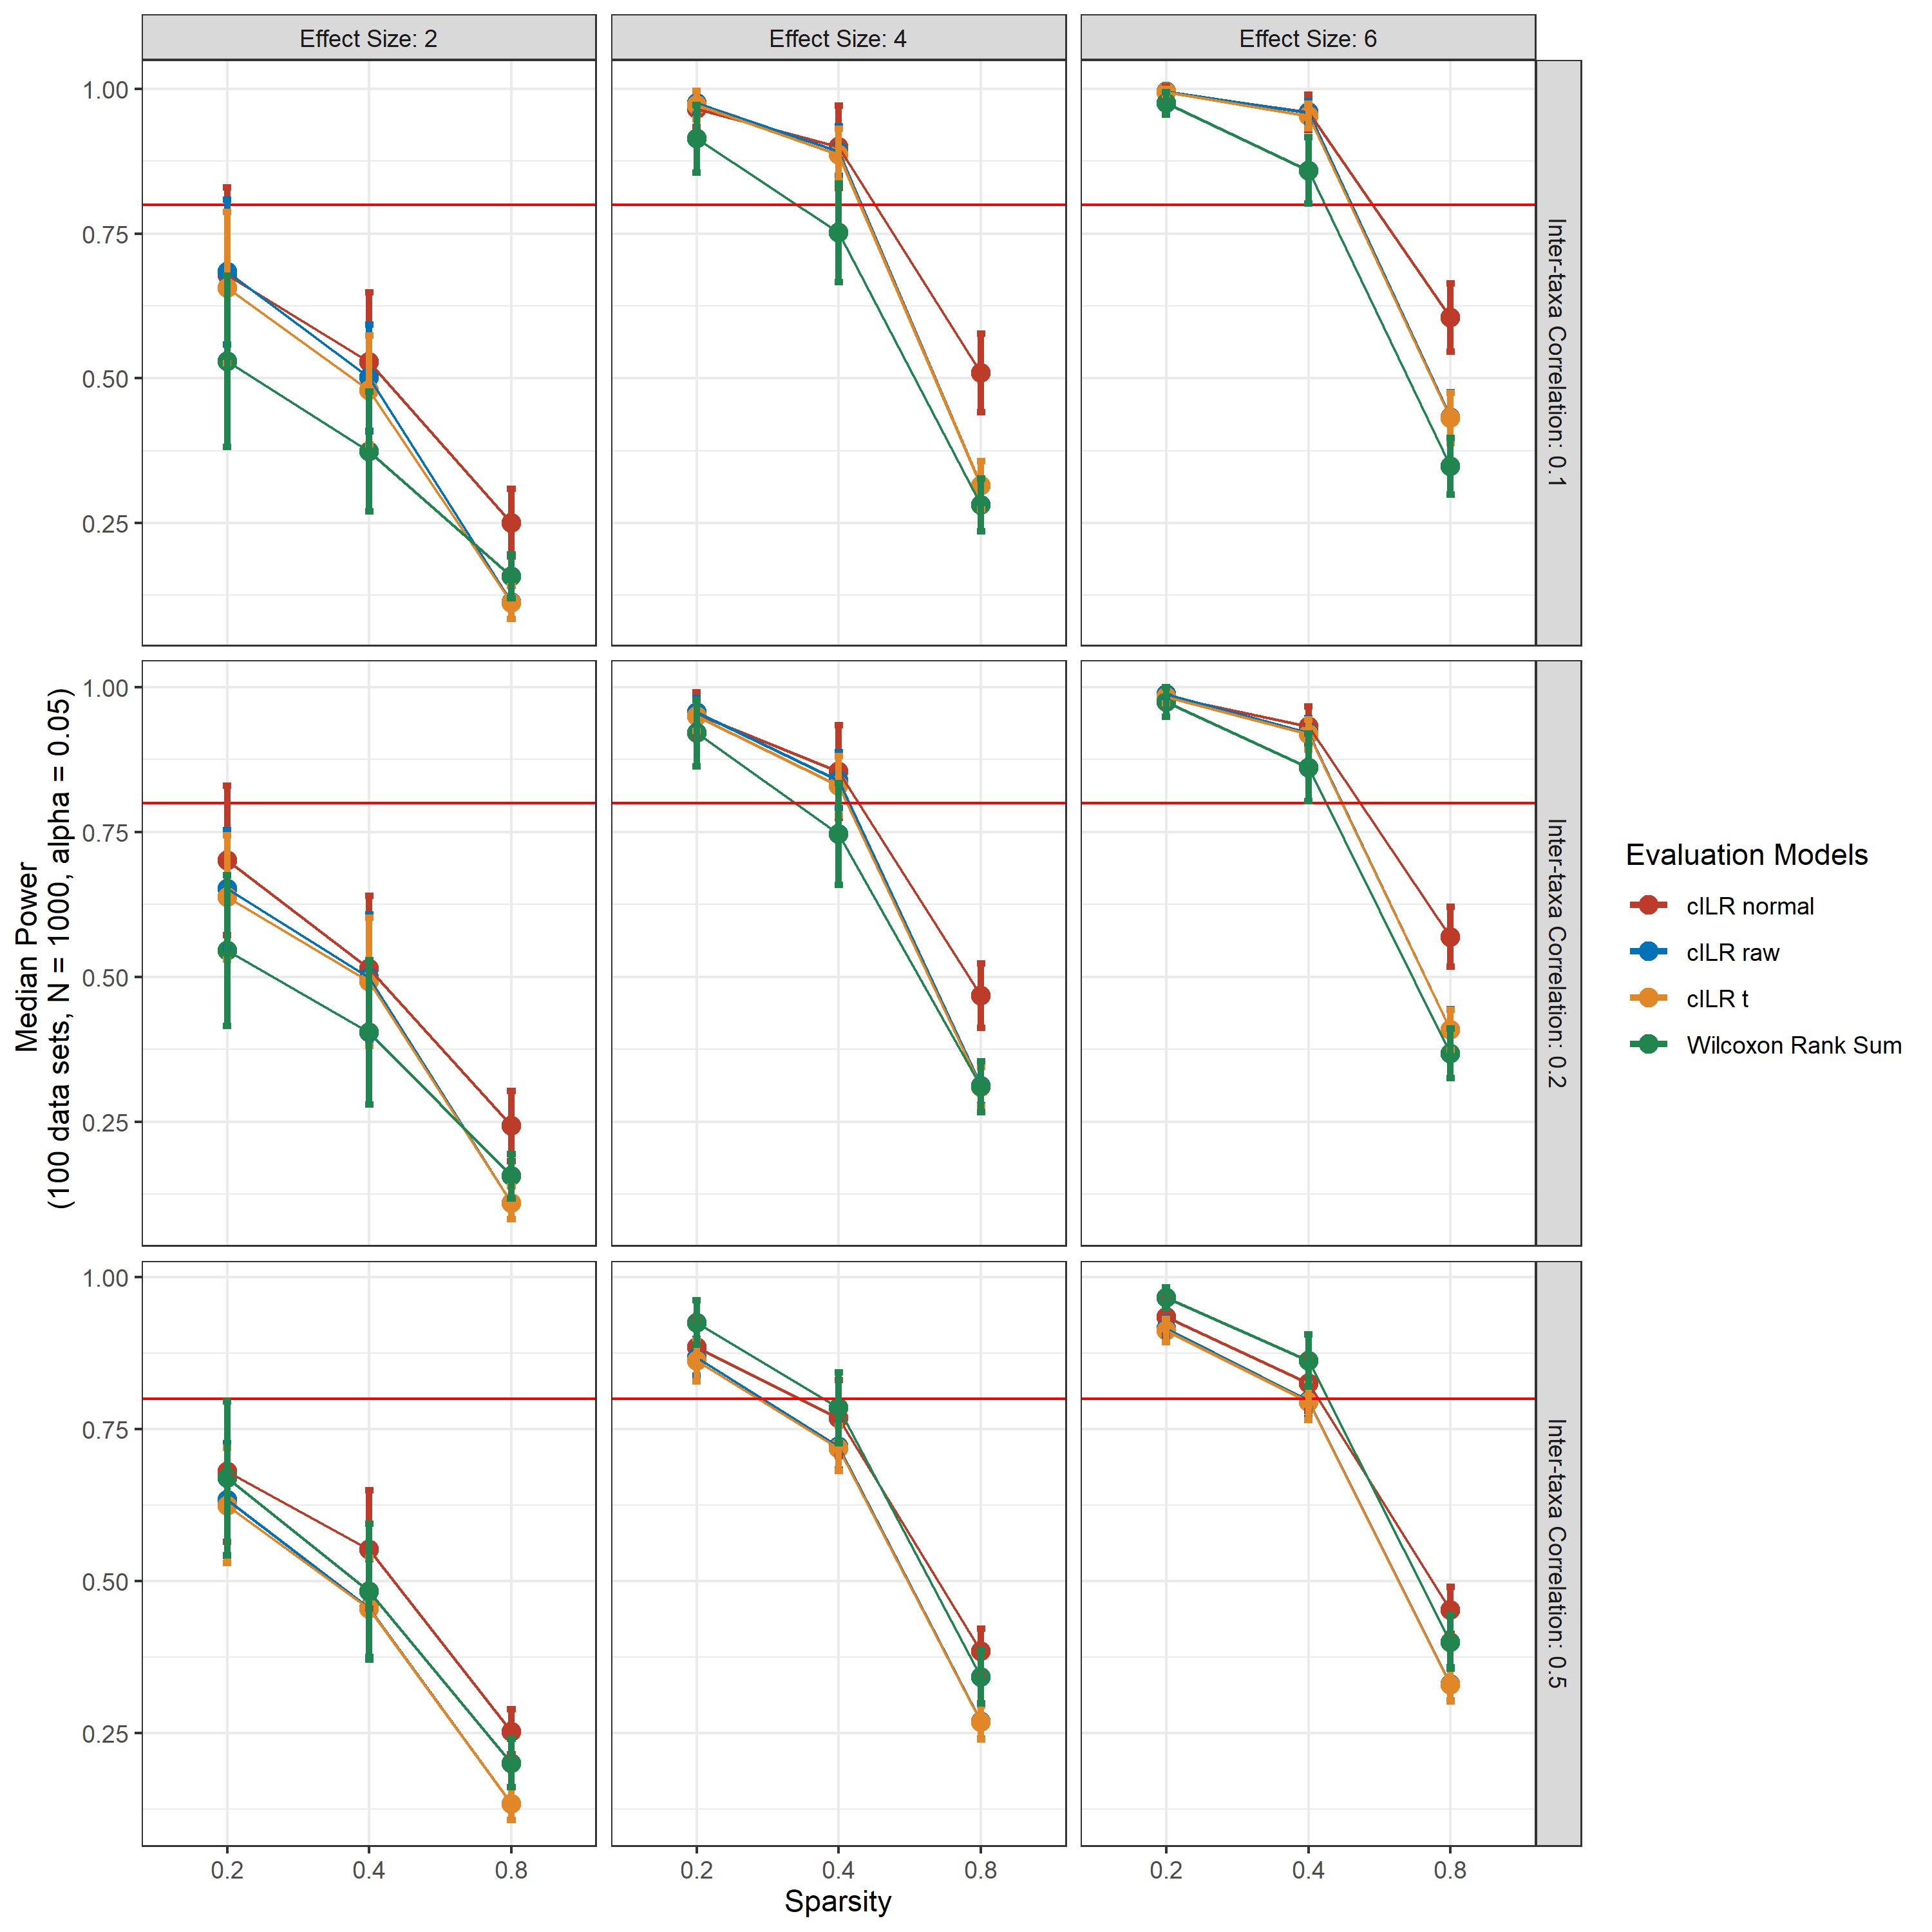 Effect Size: 2
Effect Size: 4
Effect Size: 6
1.00
0.75
0.50
0.25
Inter-taxa Correlation: 0.1
1.00
0.75
0.50
0.25
Inter-taxa Correlation: 0.2
1.00
0.75
0.50
0.25
Inter-taxa Correlation: 0.5
Median Power
(100 data sets, N = 1000, alpha = 0.05)
0.2
0.4
0.8
0.2
0.4
0.8
0.2
0.4
0.8
Sparsity
Evaluation Models
cILR normal
cILR raw
cILR t
Wilcoxon Rank Sum